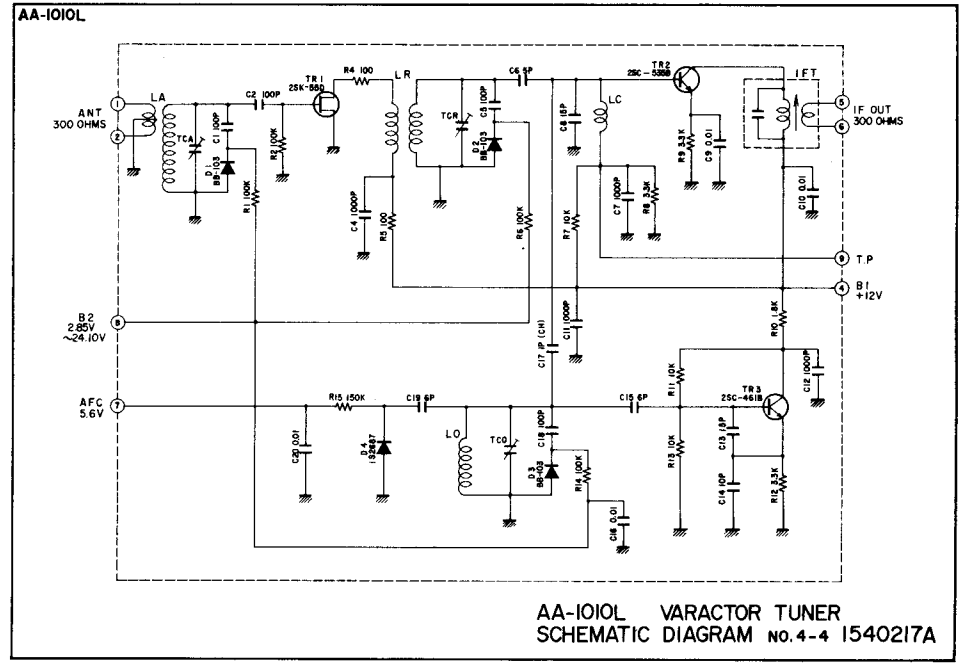 AA-1010L
1
ANT
300 OHMS
2
LA
TCA
C1 100P
D1
BB-103
C2 100P
R2 100K
R1 100K
TR1
2SK-55D
R4 100
LR
C4 1000P
R5 100
TCR
C5 100P
D2
BB-103
R6 100K
C6 5P
C8 15P
LC
R7 10K
C7 1000P
R8 3.3K
TR2
2SC-535B
R9 3.3K
C9 0.01
IFT
5
IF OUT
6
300 OHMS
C10 0.01
9
T.P
4
B1
+12V
B2
2.85V
~24.10V
8
C17 1P (CH)
C11 1000P
R10 1.8K
C12 1000P
AFC
5.6V
7
R15 150K
C20 0.01
D4
1S2687
C19 6P
LO
TCO
C18 100P
D3
BB-103
R14 100K
C16 0.01
C15 6P
R11 10K
R13 10K
TR3
2SC-461B
C13 15P
C14 10P
R12 3.3K
AA-1010L VARACTOR TUNER
SCHEMATIC DIAGRAM NO. 4-4 1540217A